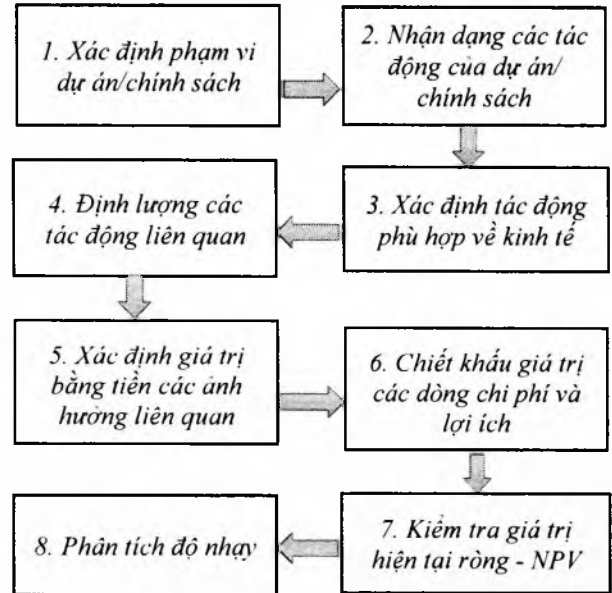 1. Xác định phạm vi
dự án/chính sách
2. Nhận dạng các tác
động của dự án/
chính sách
3. Xác định tác động
phù hợp về kinh tế
4. Định lượng các
tác động liên quan
5. Xác định giá trị
bằng tiền các ảnh
hưởng liên quan
6. Chiết khấu giá trị
các dòng chi phí và
lợi ích
7. Kiểm tra giá trị
hiện tại ròng - NPV
8. Phân tích độ nhạy